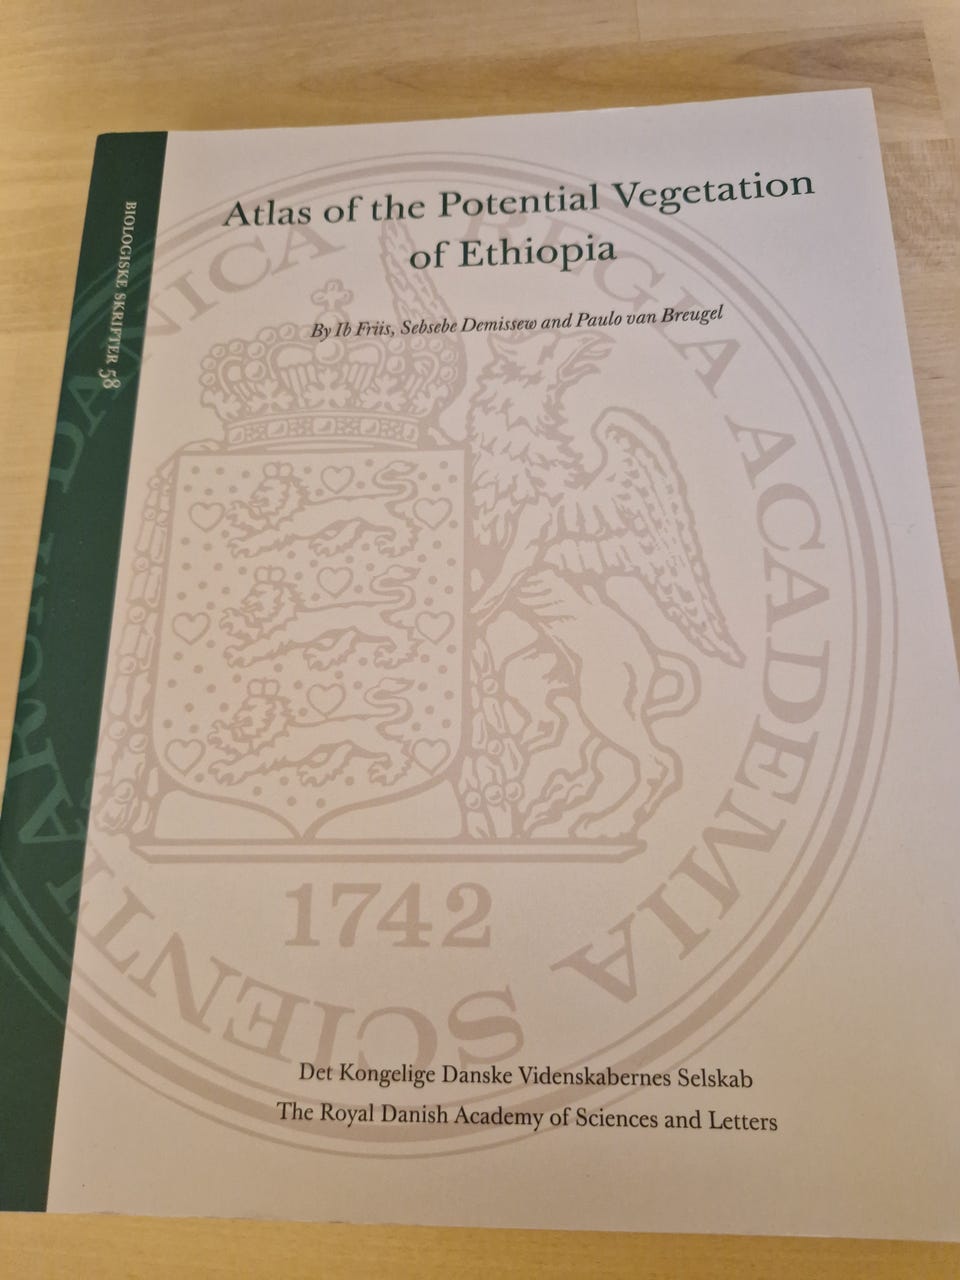 Atlas of the Potential Vegetation
of Ethiopia
By Ib Friis, Sebsebe Demissew and Paulo van Breugel
BIOLOGISKE SKRIFTER 58
REGIA ACADEMIA SCIENTIARUM DANICA
1742
Det Kongelige Danske Videnskabernes Selskab
The Royal Danish Academy of Sciences and Letters